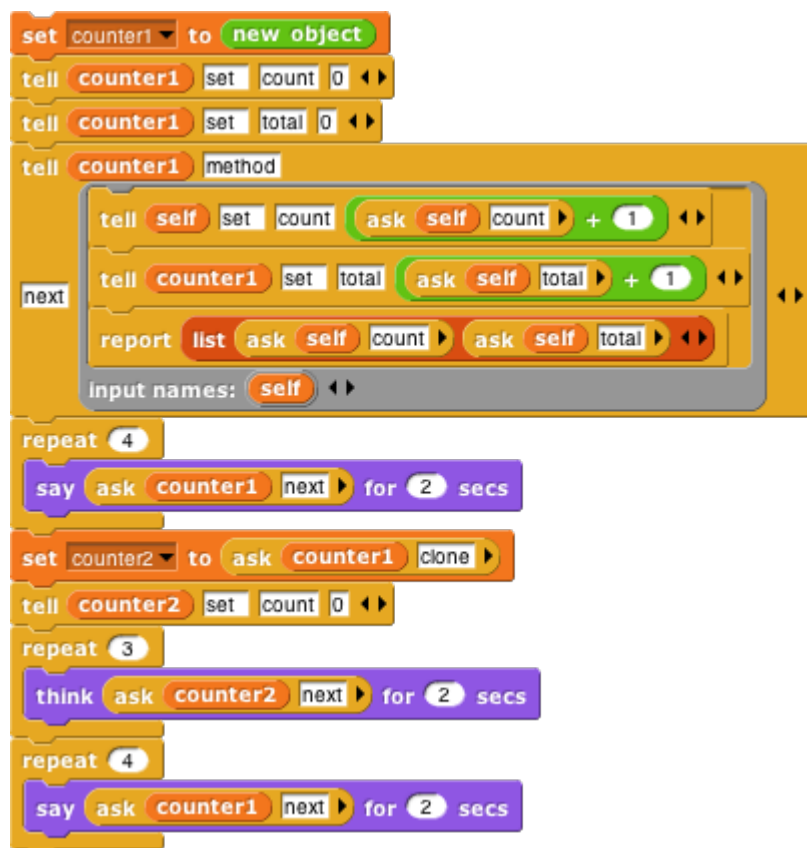 set counter1 to new object
tell counter1 set count 0
tell counter1 set total 0
tell counter1 method
tell self set count ask self count + 1
next tell counter1 set total ask self total + 1
report list ask self count ask self total
input names: self
repeat 4
say ask counter1 next for 2 secs
set counter2 to ask counter1 clone
tell counter2 set count 0
repeat 3
think ask counter2 next for 2 secs
repeat 4
say ask counter1 next for 2 secs